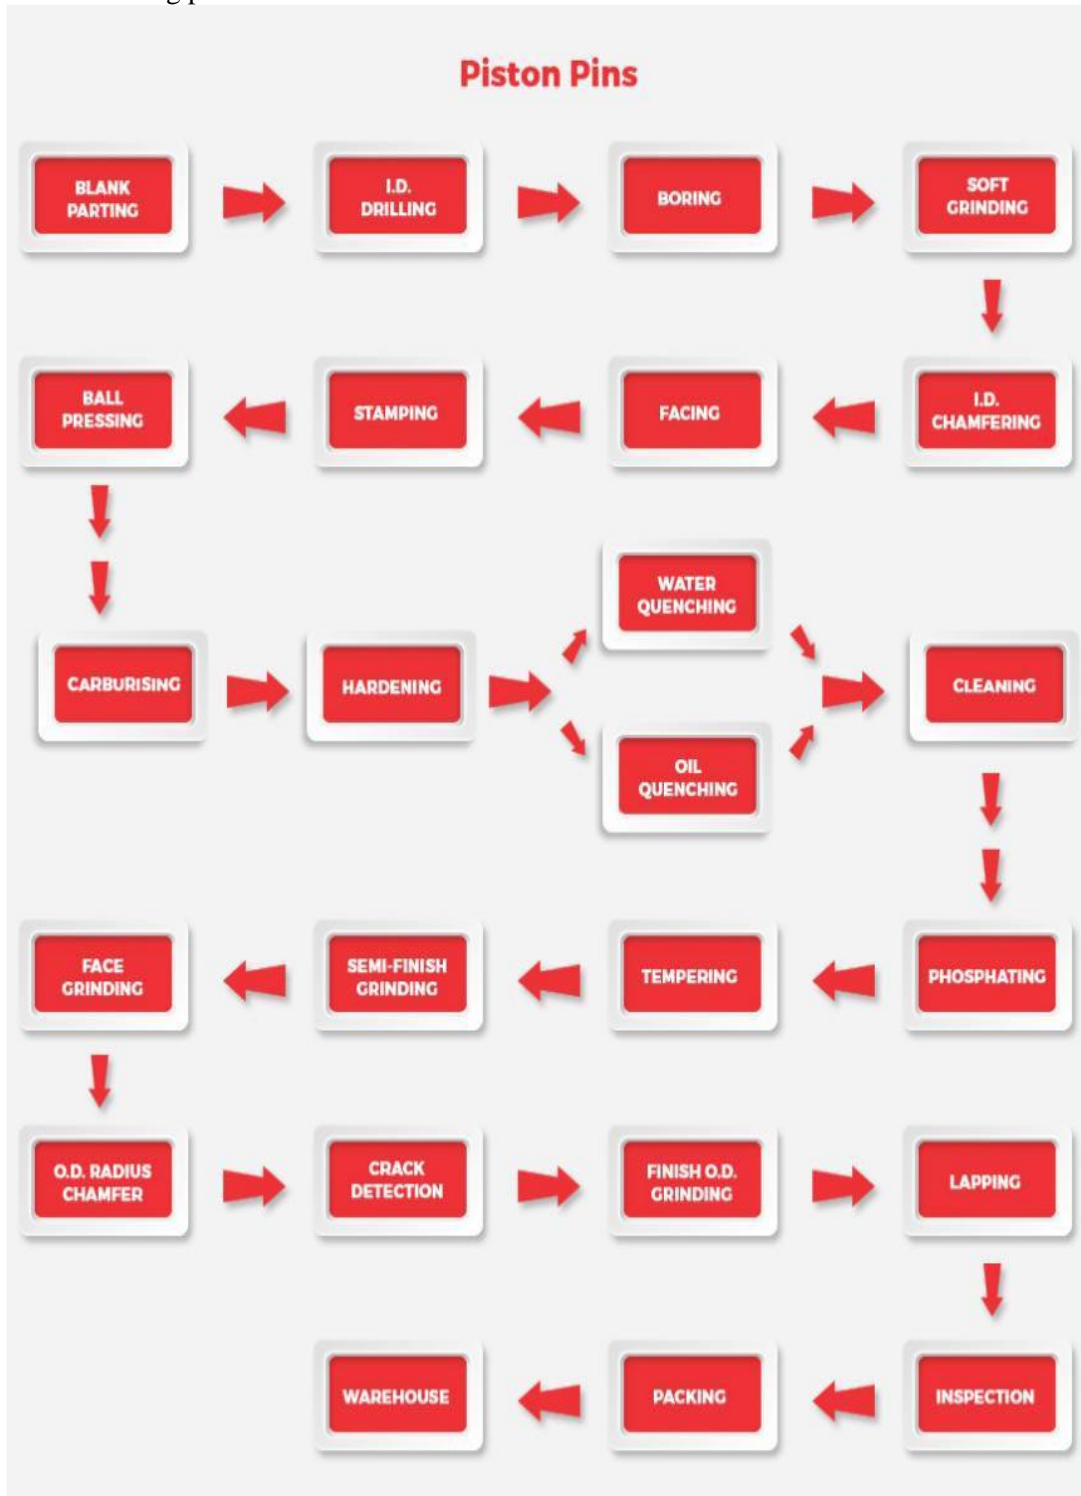 Piston Pins
BLANK
PARTING
I.D.
DRILLING
BORING
SOFT
GRINDING
BALL
PRESSING
STAMPING
FACING
I.D.
CHAMFERING
WATER
QUENCHING
CARBURISING
HARDENING
CLEANING
OIL
QUENCHING
FACE
GRINDING
SEMI-FINISH
GRINDING
TEMPERING
PHOSPHATING
O.D. RADIUS
CHAMFER
CRACK
DETECTION
FINISH O.D.
GRINDING
LAPPING
WAREHOUSE
PACKING
INSPECTION